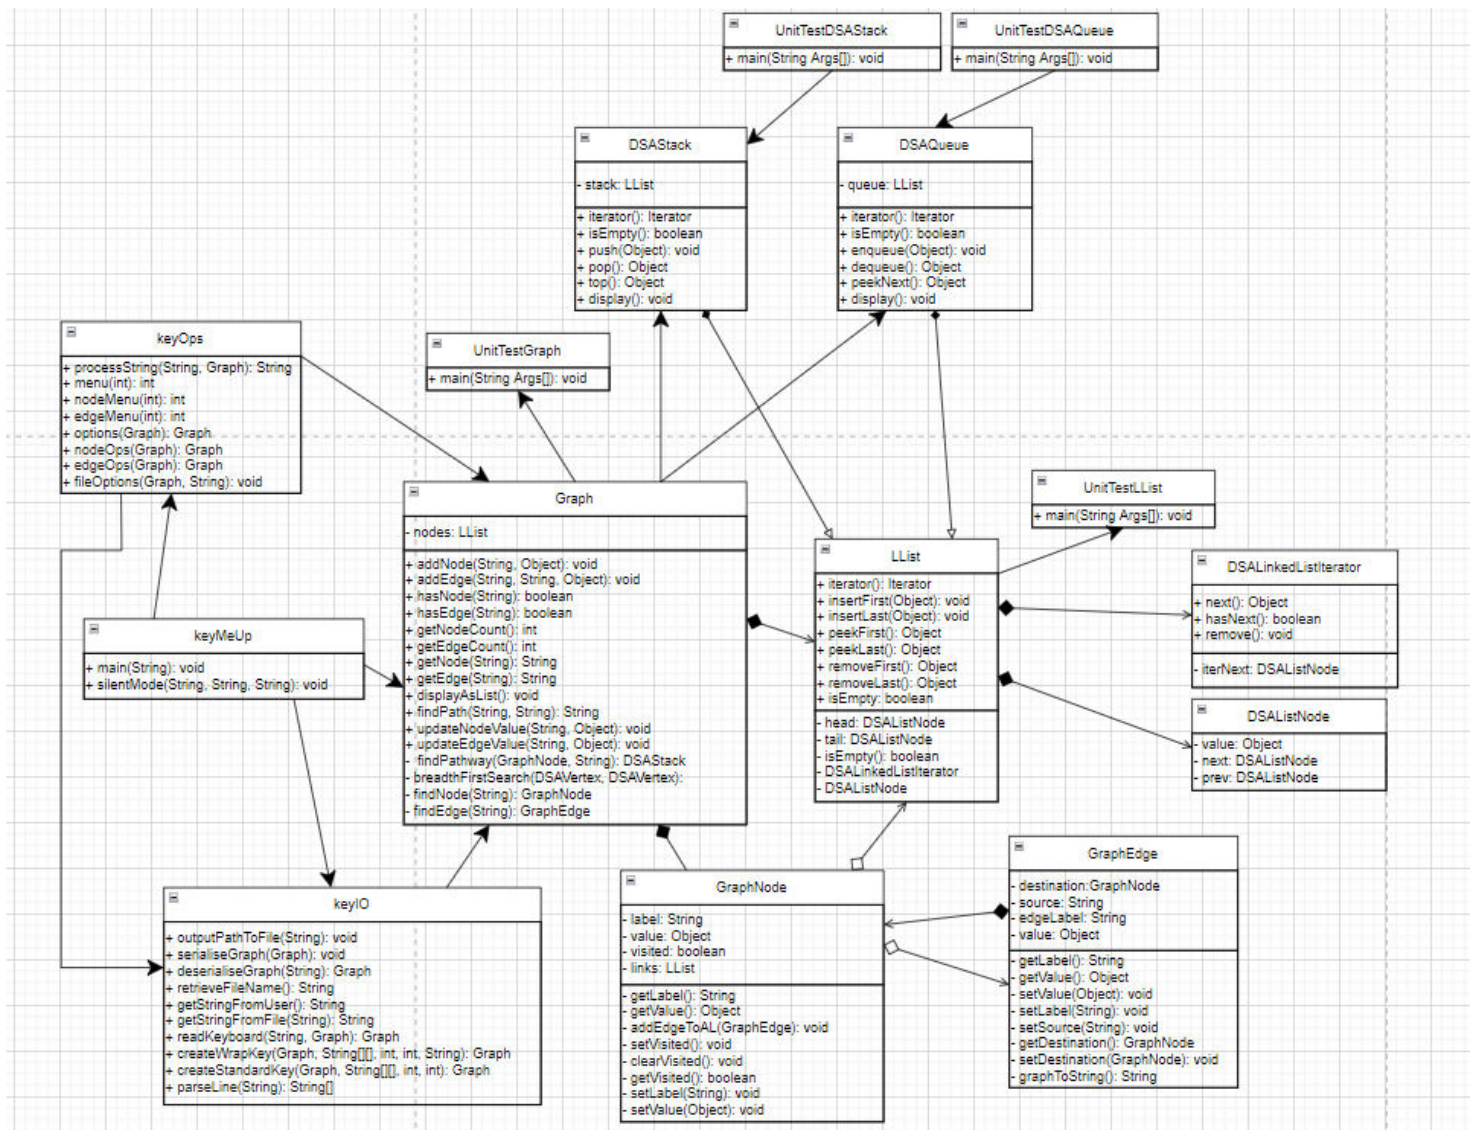 UnitTestDSAStack
+ main(String Args[]): void
UnitTestDSAQueue
+ main(String Args[]): void
DSAStack
- stack: LList
+ iterator(): Iterator
+ isEmpty(): boolean
+ push(Object): void
+ pop(): Object
+ top(): Object
+ display(): void
DSAQueue
- queue: LList
+ iterator(): Iterator
+ isEmpty(): boolean
+ enqueue(Object): void
+ dequeue(): Object
+ peekNext(): Object
+ display(): void
keyOps
+ processString(String, Graph): String
+ menu(int): int
+ nodeMenu(int): int
+ edgeMenu(int): int
+ options(Graph): Graph
+ nodeOps(Graph): Graph
+ edgeOps(Graph): Graph
+ fileOptions(Graph, String): void
UnitTestGraph
+ main(String Args[]): void
Graph
- nodes: LList
+ addNode(String, Object): void
+ addEdge(String, String, Object): void
+ hasNode(String): boolean
+ hasEdge(String): boolean
+ getNodeCount(): int
+ getEdgeCount(): int
+ getNode(String): String
+ getEdge(String): String
+ displayAsList(): void
+ findPath(String, String): String
+ updateNodeValue(String, Object): void
+ updateEdgeValue(String, Object): void
- findPathway(GraphNode, String): DSAStack
- breadthFirstSearch(DSAVertex, DSAVertex):
- findNode(String): GraphNode
- findEdge(String): GraphEdge
UnitTestLList
+ main(String Args[]): void
LList
+ iterator(): Iterator
+ insertFirst(Object): void
+ insertLast(Object): void
+ peekFirst(): Object
+ peekLast(): Object
+ removeFirst(): Object
+ removeLast(): Object
+ isEmpty: boolean
- head: DSAListNode
- tail: DSAListNode
- isEmpty(): boolean
- DSALinkedListIterator
- DSAListNode
DSALinkedListIterator
+ next(): Object
+ hasNext(): boolean
+ remove(): void
- iterNext: DSAListNode
DSAListNode
- value: Object
- next: DSAListNode
- prev: DSAListNode
keyMeUp
+ main(String): void
+ silentMode(String, String, String): void
keyIO
+ outputPathToFile(String): void
+ serialiseGraph(Graph): void
+ deserialiseGraph(String): Graph
+ retrieveFileName(): String
+ getStringFromUser(): String
+ getStringFromFile(String): String
+ readKeyboard(String, Graph): Graph
+ createWrapKey(Graph, String[][], int, int, String): Graph
+ createStandardKey(Graph, String[][], int, int): Graph
+ parseLine(String): String[]
GraphNode
- label: String
- value: Object
- visited: boolean
- links: LList
- getLabel(): String
- getValue(): Object
- addEdgeToAL(GraphEdge): void
- setVisited(): void
- clearVisited(): void
- getVisited(): boolean
- setLabel(String): void
- setValue(Object): void
GraphEdge
- destination:GraphNode
- source: String
- edgeLabel: String
- value: Object
- getLabel(): String
- getValue(): Object
- setValue(Object): void
- setLabel(String): void
- setSource(String): void
- getDestination(): GraphNode
- setDestination(GraphNode): void
- graphToString(): String